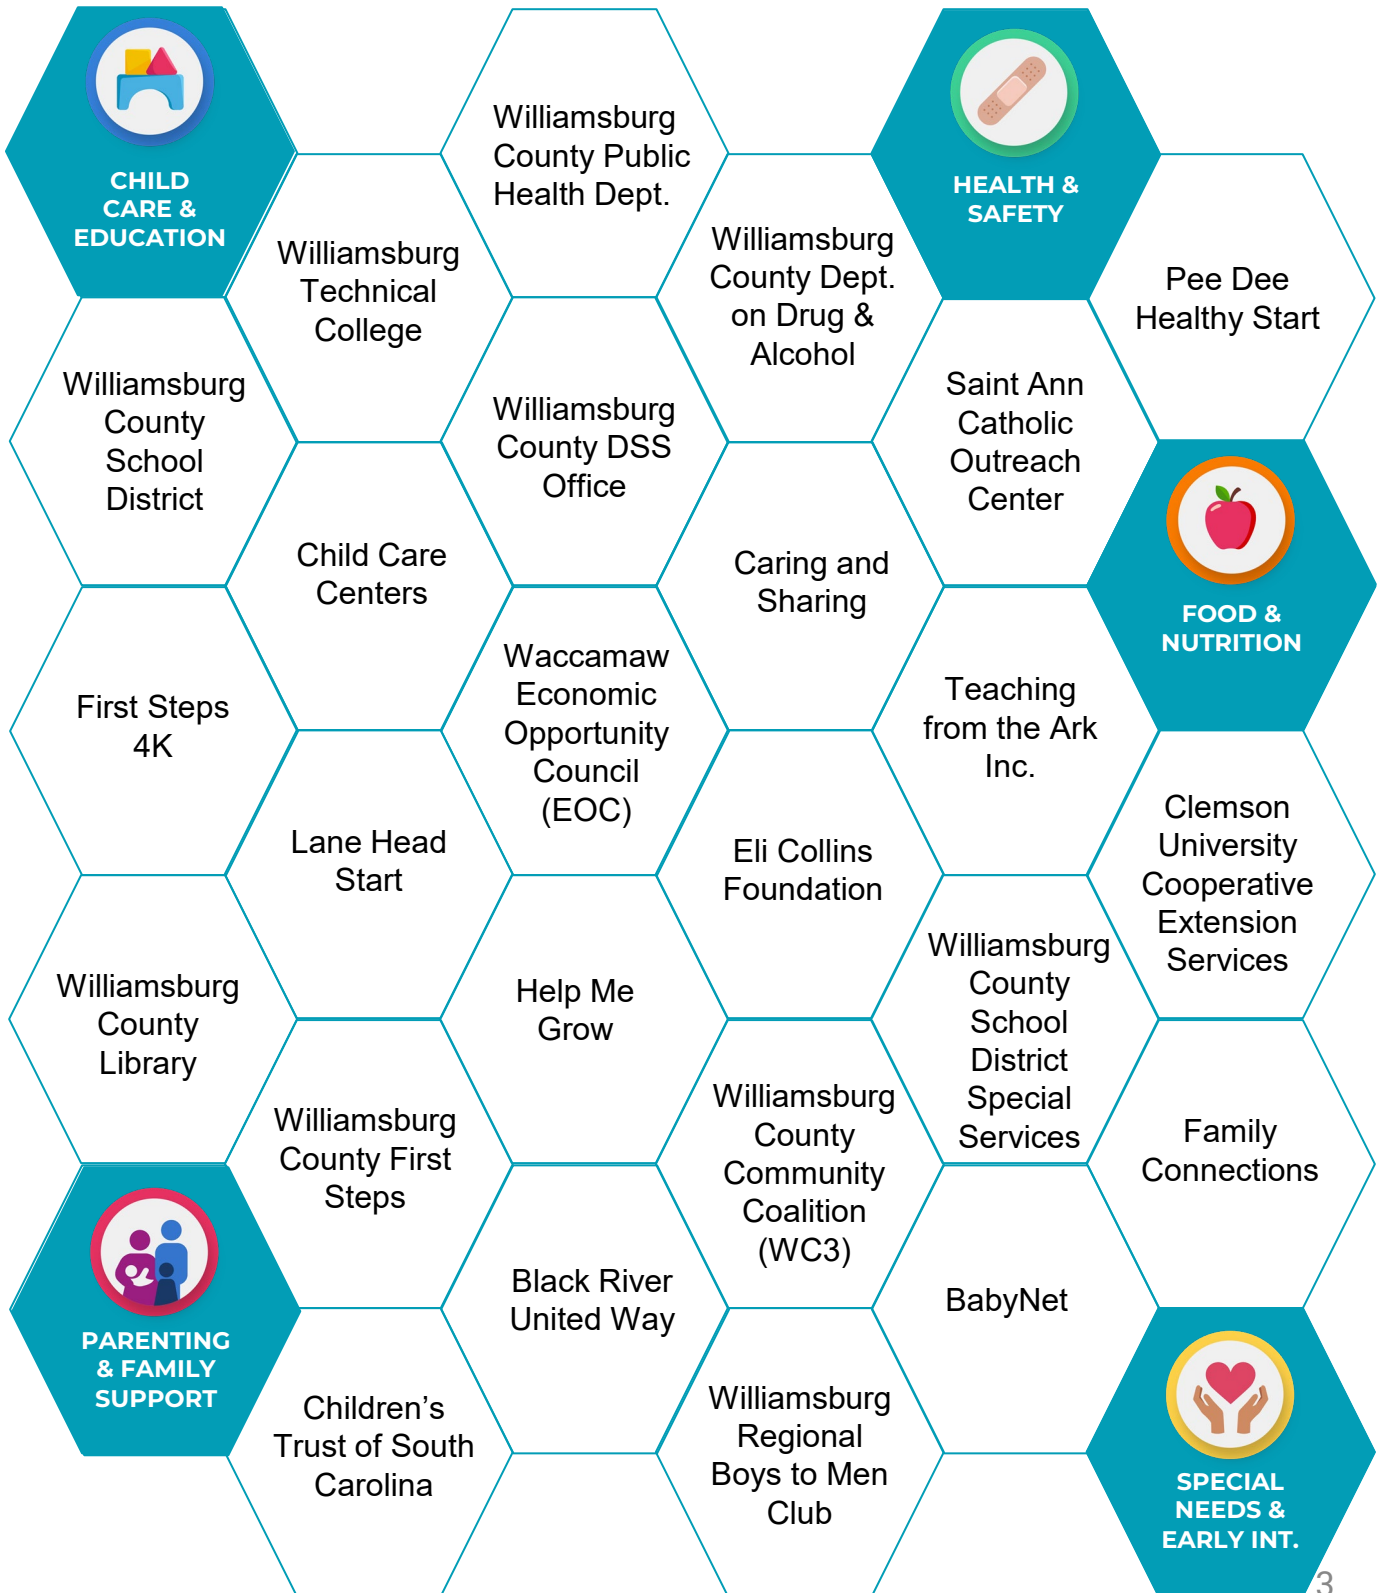 CHILD
CARE &
EDUCATION
Williamsburg
County Public
Health Dept.
HEALTH &
SAFETY
Williamsburg
Technical
College
Williamsburg
County Dept.
on Drug &
Alcohol
Pee Dee
Healthy Start
Williamsburg
County
School
District
Williamsburg
County DSS
Office
Saint Ann
Catholic
Outreach
Center
Child Care
Centers
Caring and
Sharing
FOOD &
NUTRITION
First Steps
4K
Waccamaw
Economic
Opportunity
Council
(EOC)
Teaching
from the Ark
Inc.
Lane Head
Start
Eli Collins
Foundation
Clemson
University
Cooperative
Extension
Services
Williamsburg
County
Library
Help Me
Grow
Williamsburg
County
School
District
Special
Services
Williamsburg
County First
Steps
Williamsburg
County
Community
Coalition
(WC3)
Family
Connections
PARENTING
& FAMILY
SUPPORT
Black River
United Way
BabyNet
Children’s
Trust of South
Carolina
Williamsburg
Regional
Boys to Men
Club
SPECIAL
NEEDS &
EARLY INT.
3